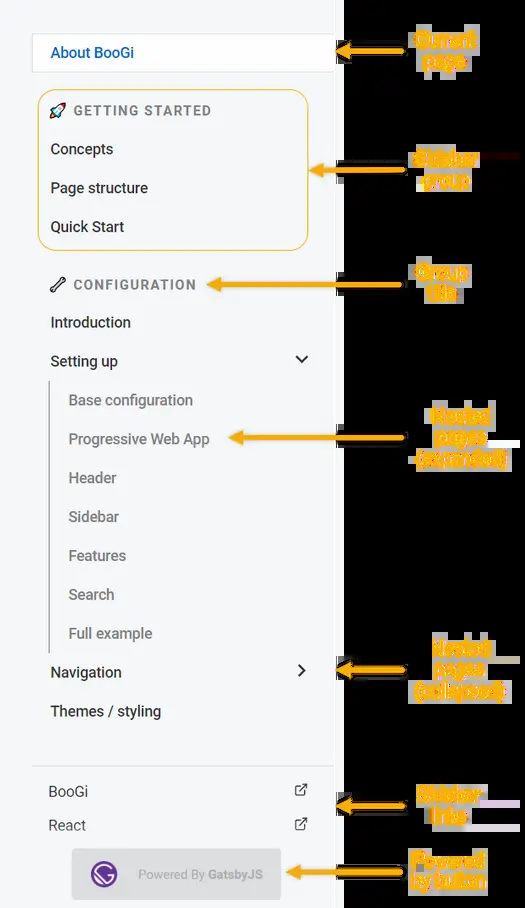 About BooGi
Current
page
GETTING STARTED
Concepts
Sidebar
group
Page structure
Quick Start
CONFIGURATION
Group
title
Introduction
Setting up
Base configuration
Progressive Web App
Nested
pages
(expanded)
Header
Sidebar
Features
Search
Full example
Navigation
Nested
pages
(collapsed)
Themes / styling
BooGi
React
Sidebar
links
Powered By GatsbyJS
Powered
by button